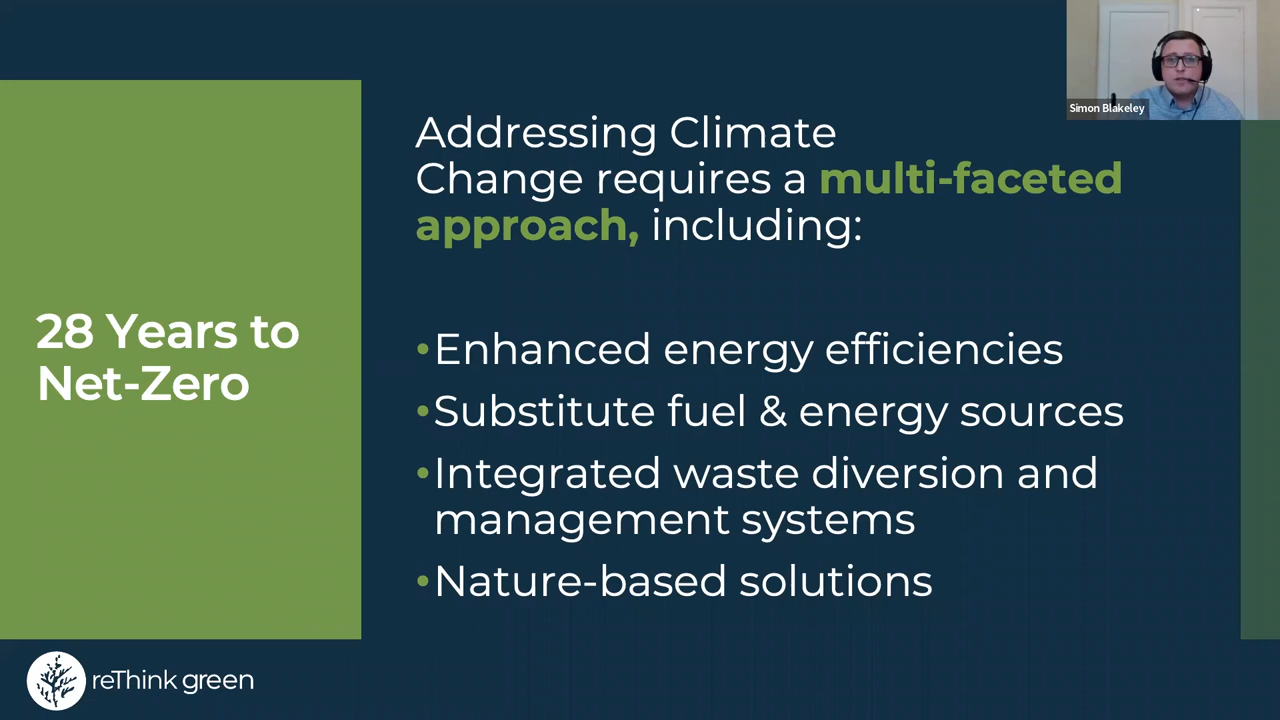 Simon Blakeley
Addressing Climate
Change requires a multi-faceted
approach, including:
28 Years to
Net-Zero
•Enhanced energy efficiencies
•Substitute fuel & energy sources
•Integrated waste diversion and
management systems
•Nature-based solutions
reThink green